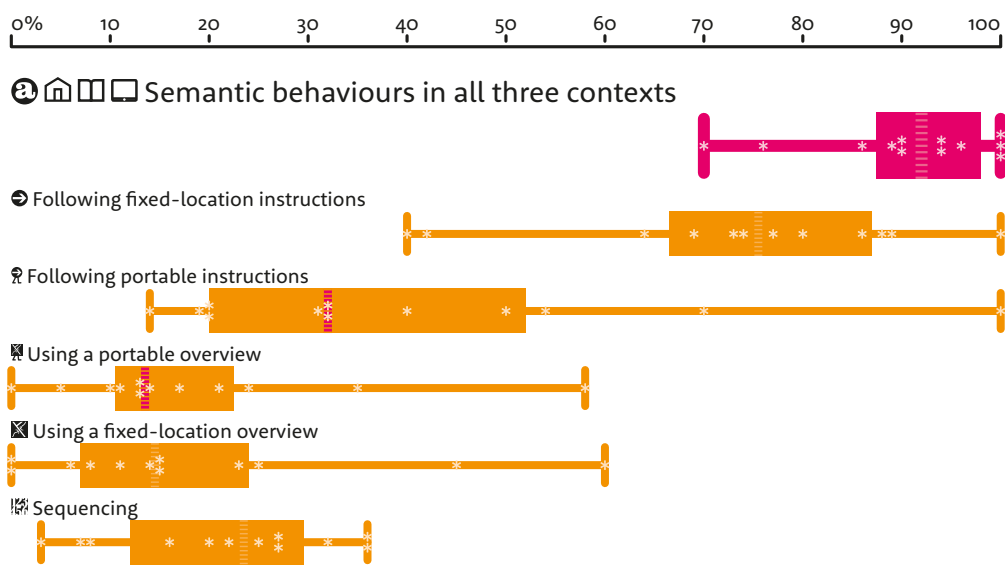 0% 10 20 30 40 50 60 70 80 90 100
a Semantic behaviours in all three contexts
Following fixed-location instructions
Following portable instructions
Using a portable overview
Using a fixed-location overview
Sequencing